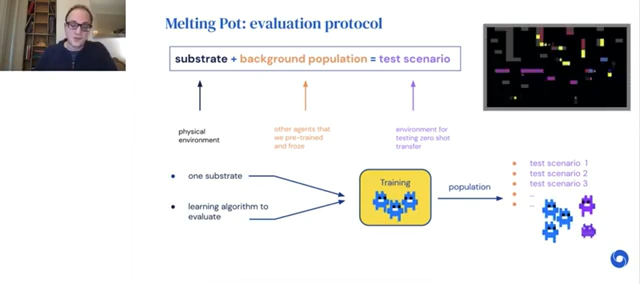 Melting Pot: evaluation protocol
substrate + background population = test scenario
physical
environment
other agents that
we pre-trained
and froze
environment for
testing zero shot
transfer
one substrate
learning algorithm to
evaluate
Training
population
test scenario 1
test scenario 2
test scenario 3
...
...